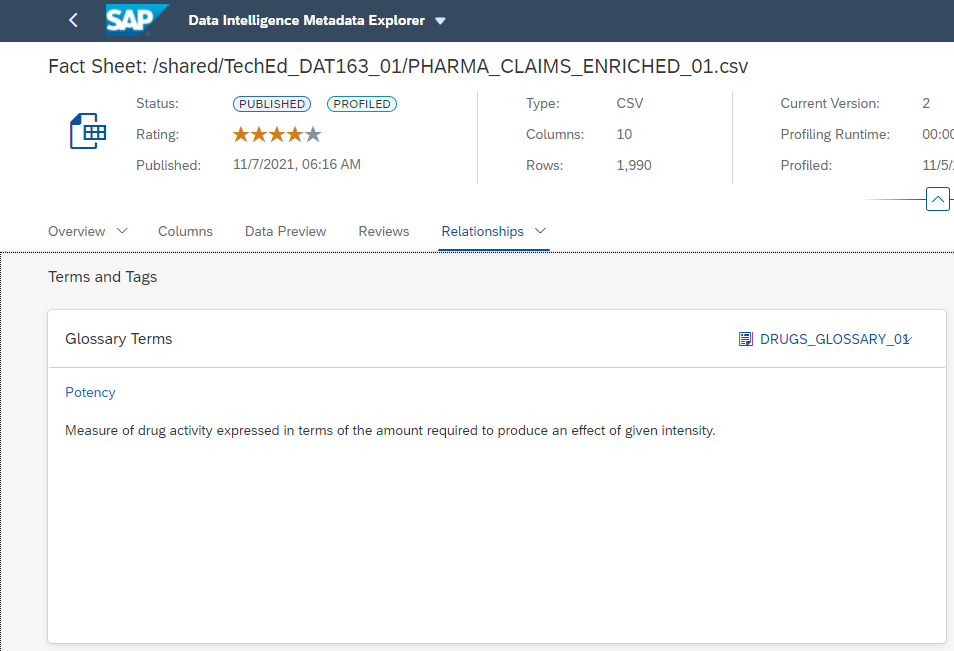 SAP Data Intelligence Metadata Explorer
Fact Sheet: /shared/TechEd_DAT163_01/PHARMA_CLAIMS_ENRICHED_01.csv
Status: PUBLISHED PROFILED Type: CSV Current Version: 2
Rating: Columns: 10 Profiling Runtime: 00:00
Published: 11/7/2021, 06:16 AM Rows: 1,990 Profiled: 11/5/
Overview Columns Data Preview Reviews Relationships
Terms and Tags
Glossary Terms DRUGS_GLOSSARY_01
Potency
Measure of drug activity expressed in terms of the amount required to produce an effect of given intensity.